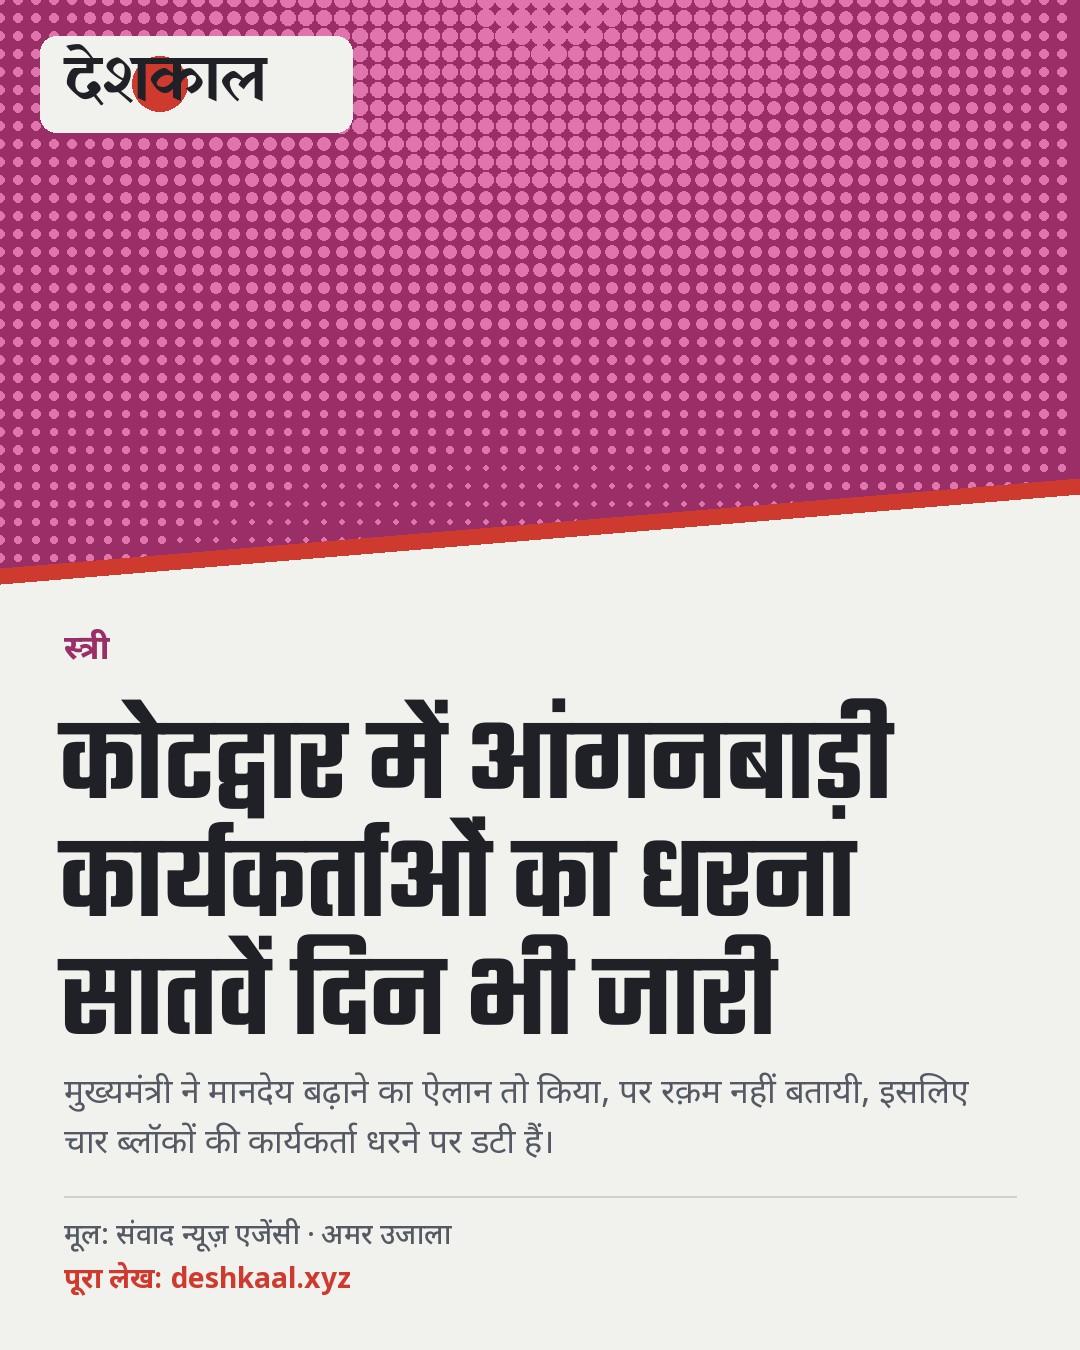 देशकाल
स्त्री
कोटद्वार में आंगनबाड़ी
कार्यकर्ताओं का धरना
सातवें दिन भी जारी
मुख्यमंत्री ने मानदेय बढ़ाने का ऐलान तो किया, पर रक़म नहीं बतायी, इसलिए
चार ब्लॉकों की कार्यकर्ता धरने पर डटी हैं।
मूल: संवाद न्यूज़ एजेंसी · अमर उजाला
पूरा लेख: deshkaal.xyz